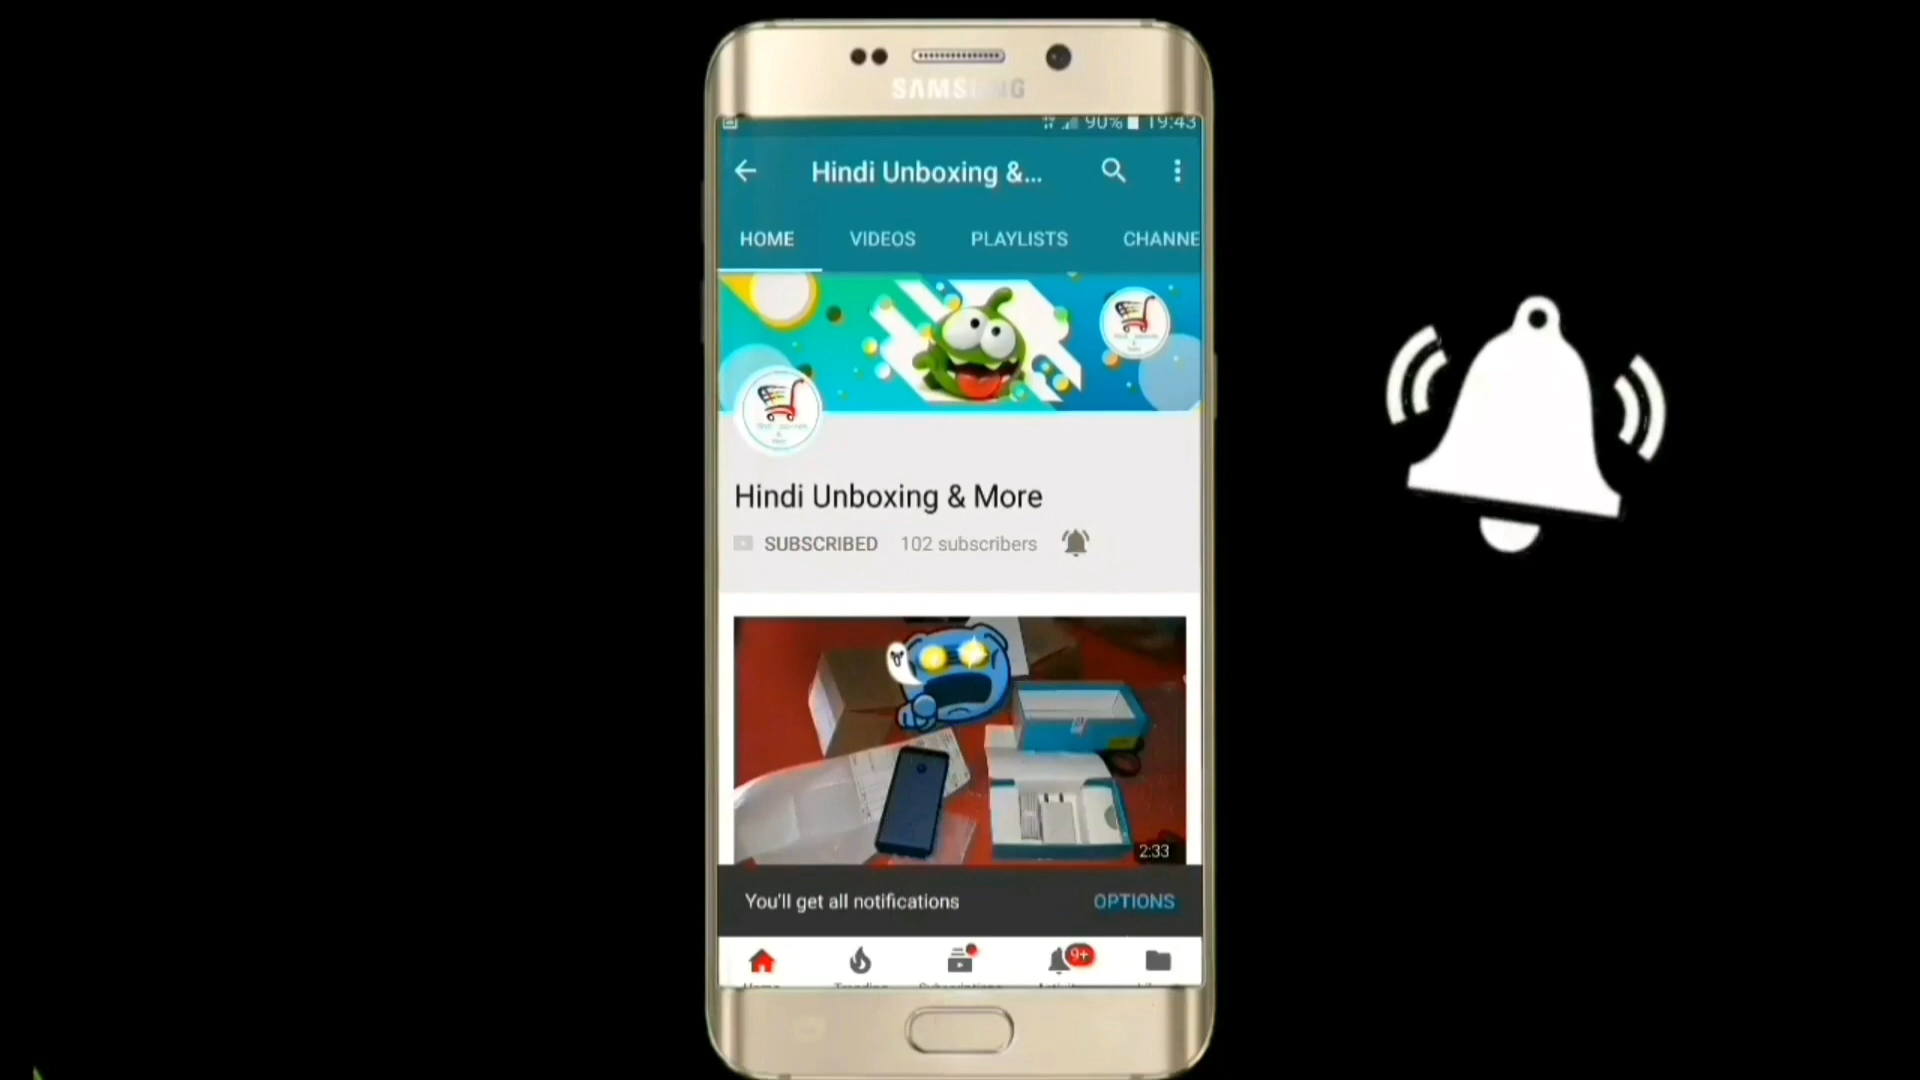 SAMSUNG
90% 19:43
Hindi Unboxing &...
HOME VIDEOS PLAYLISTS CHANNE
Hindi Unboxing & More
SUBSCRIBED 102 subscribers
2:33
You'll get all notifications OPTIONS
9+